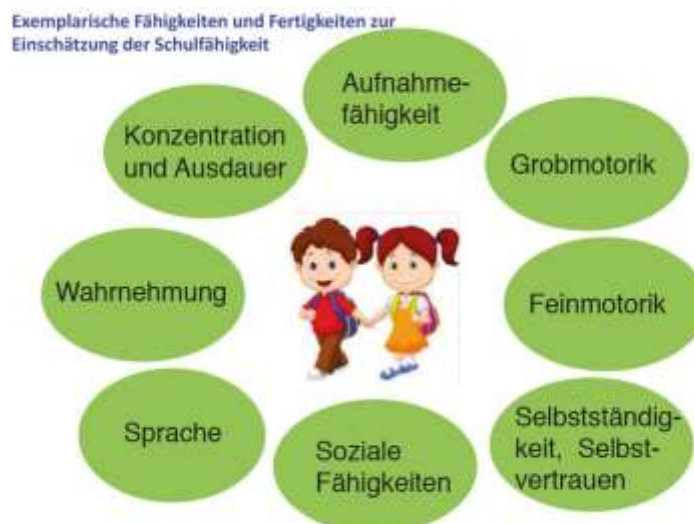 Exemplarische Fähigkeiten und Fertigkeiten zur
Einschätzung der Schulfähigkeit
Aufnahme-
fähigkeit
Konzentration
und Ausdauer
Grobmotorik
Wahrnehmung
Feinmotorik
Sprache
Soziale
Fähigkeiten
Selbstständig-
keit, Selbst-
vertrauen